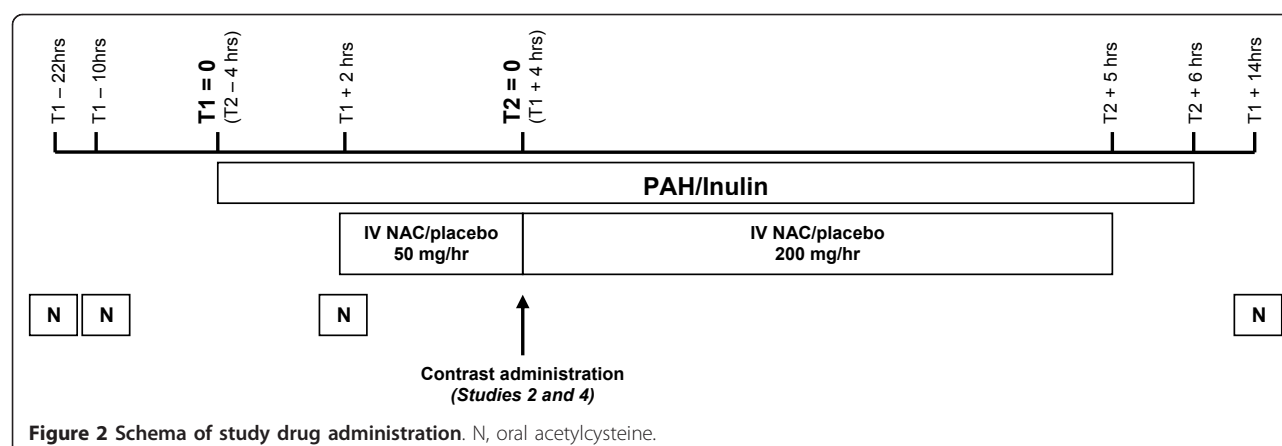 T1 – 22hrs
T1 – 10hrs
T1 = 0
(T2 – 4 hrs)
T1 + 2 hrs
T2 = 0
(T1 + 4 hrs)
T2 + 5 hrs
T2 + 6 hrs
T1 + 14hrs
PAH/Inulin
IV NAC/placebo
50 mg/hr
IV NAC/placebo
200 mg/hr
N
N
N
N
Contrast administration
(Studies 2 and 4)
Figure 2 Schema of study drug administration. N, oral acetylcysteine.